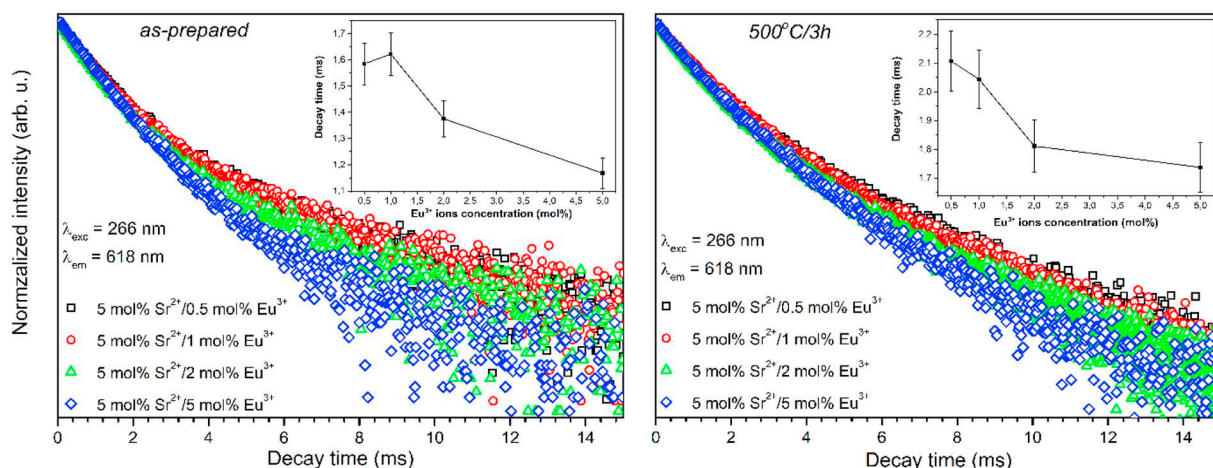 as-prepared
Normanlized intensity (arb. u.)
Decay time (ms)
1,7
1,6
1,5
1,4
1,3
1,2
1,1
0,5 1,0 1,5 2,0 2,5 3,0 3,5 4,0 4,5 5,0
Eu³⁺ ions concentration (mol%)
λexc = 266 nm
λem = 618 nm
5 mol% Sr²⁺/0.5 mol% Eu³⁺
5 mol% Sr²⁺/1 mol% Eu³⁺
5 mol% Sr²⁺/2 mol% Eu³⁺
5 mol% Sr²⁺/5 mol% Eu³⁺
0 2 4 6 8 10 12 14
Decay time (ms)
500°C/3h
Decay time (ms)
2,2
2,1
2,0
1,9
1,8
1,7
0,5 1,0 1,5 2,0 2,5 3,0 3,5 4,0 4,5 5,0
Eu³⁺ ions concentration (mol%)
λexc = 266 nm
λem = 618 nm
5 mol% Sr²⁺/0.5 mol% Eu³⁺
5 mol% Sr²⁺/1 mol% Eu³⁺
5 mol% Sr²⁺/2 mol% Eu³⁺
5 mol% Sr²⁺/5 mol% Eu³⁺
0 2 4 6 8 10 12 14
Decay time (ms)